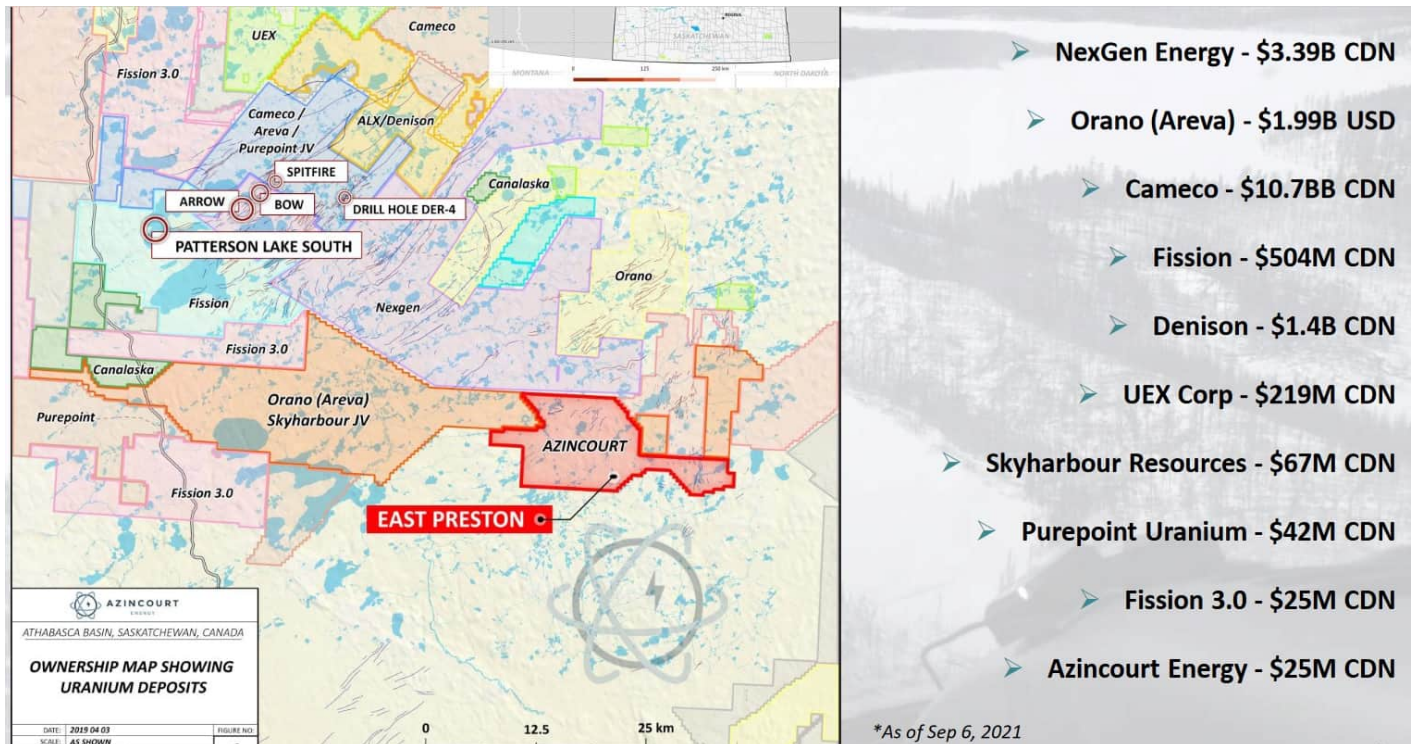 UEX
Cameco
REGINA
SASKATCHEWAN
MONTANA
NORTH DAKOTA
0 125 250 km
Fission 3.0
Cameco /
Areva /
Purepoint JV
ALX/Denison
SPITFIRE
ARROW
BOW
DRILL HOLE DER-4
Canalaska
PATTERSON LAKE SOUTH
Orano
Fission
Nexgen
Fission 3.0
Canalaska
Orano (Areva)
Skyharbour JV
Purepoint
AZINCOURT
Fission 3.0
EAST PRESTON
AZINCOURT
ENERGY
ATHABASCA BASIN, SASKATCHEWAN, CANADA
OWNERSHIP MAP SHOWING
URANIUM DEPOSITS
DATE: 2019 04 03 FIGURE NO:
SCALE: AS SHOWN
0 12.5 25 km
NexGen Energy - $3.39B CDN
Orano (Areva) - $1.99B USD
Cameco - $10.7BB CDN
Fission - $504M CDN
Denison - $1.4B CDN
UEX Corp - $219M CDN
Skyharbour Resources - $67M CDN
Purepoint Uranium - $42M CDN
Fission 3.0 - $25M CDN
Azincourt Energy - $25M CDN
*As of Sep 6, 2021